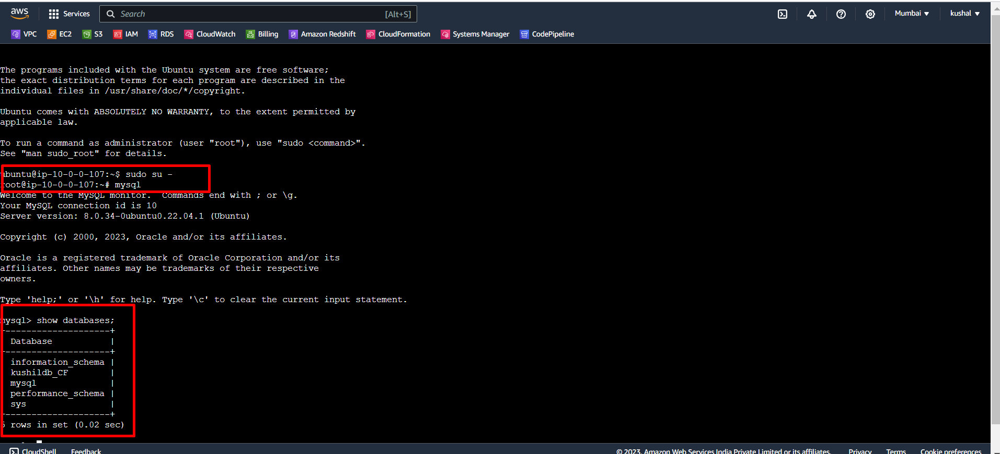 aws Services Search [Alt+S] Mumbai ▼ kushal ▼
VPC EC2 S3 IAM RDS CloudWatch Billing Amazon Redshift CloudFormation Systems Manager CodePipeline
The programs included with the Ubuntu system are free software;
the exact distribution terms for each program are described in the
individual files in /usr/share/doc/*/copyright.
Ubuntu comes with ABSOLUTELY NO WARRANTY, to the extent permitted by
applicable law.
To run a command as administrator (user "root"), use "sudo <command>".
See "man sudo_root" for details.
ubuntu@ip-10-0-0-107:~$ sudo su -
root@ip-10-0-0-107:~# mysql
Welcome to the MySQL monitor.  Commands end with ; or \g.
Your MySQL connection id is 10
Server version: 8.0.34-0ubuntu0.22.04.1 (Ubuntu)
Copyright (c) 2000, 2023, Oracle and/or its affiliates.
Oracle is a registered trademark of Oracle Corporation and/or its
affiliates. Other names may be trademarks of their respective
owners.
Type 'help;' or '\h' for help. Type '\c' to clear the current input statement.
mysql> show databases;
+--------------------+
| Database           |
+--------------------+
| information_schema |
| kushildb_CF        |
| mysql              |
| performance_schema |
| sys                |
+--------------------+
5 rows in set (0.02 sec)
CloudShell Feedback © 2023, Amazon Web Services India Private Limited or its affiliates. Privacy Terms Cookie preferences